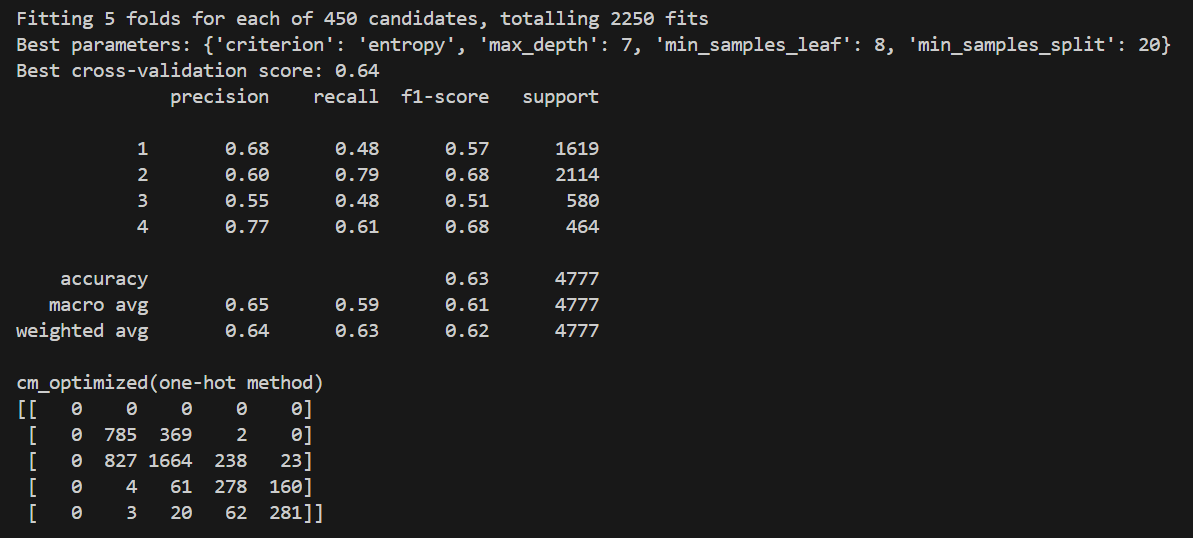 Fitting 5 folds for each of 450 candidates, totalling 2250 fits
Best parameters: {'criterion': 'entropy', 'max_depth': 7, 'min_samples_leaf': 8, 'min_samples_split': 20}
Best cross-validation score: 0.64
              precision    recall  f1-score   support

           1       0.68      0.48      0.57      1619
           2       0.60      0.79      0.68      2114
           3       0.55      0.48      0.51       580
           4       0.77      0.61      0.68       464

    accuracy                           0.63      4777
   macro avg       0.65      0.59      0.61      4777
weighted avg       0.64      0.63      0.62      4777

cm_optimized(one-hot method)
[[   0    0    0    0    0]
 [   0  785  369    2    0]
 [   0  827 1664  238   23]
 [   0    4   61  278  160]
 [   0    3   20   62  281]]